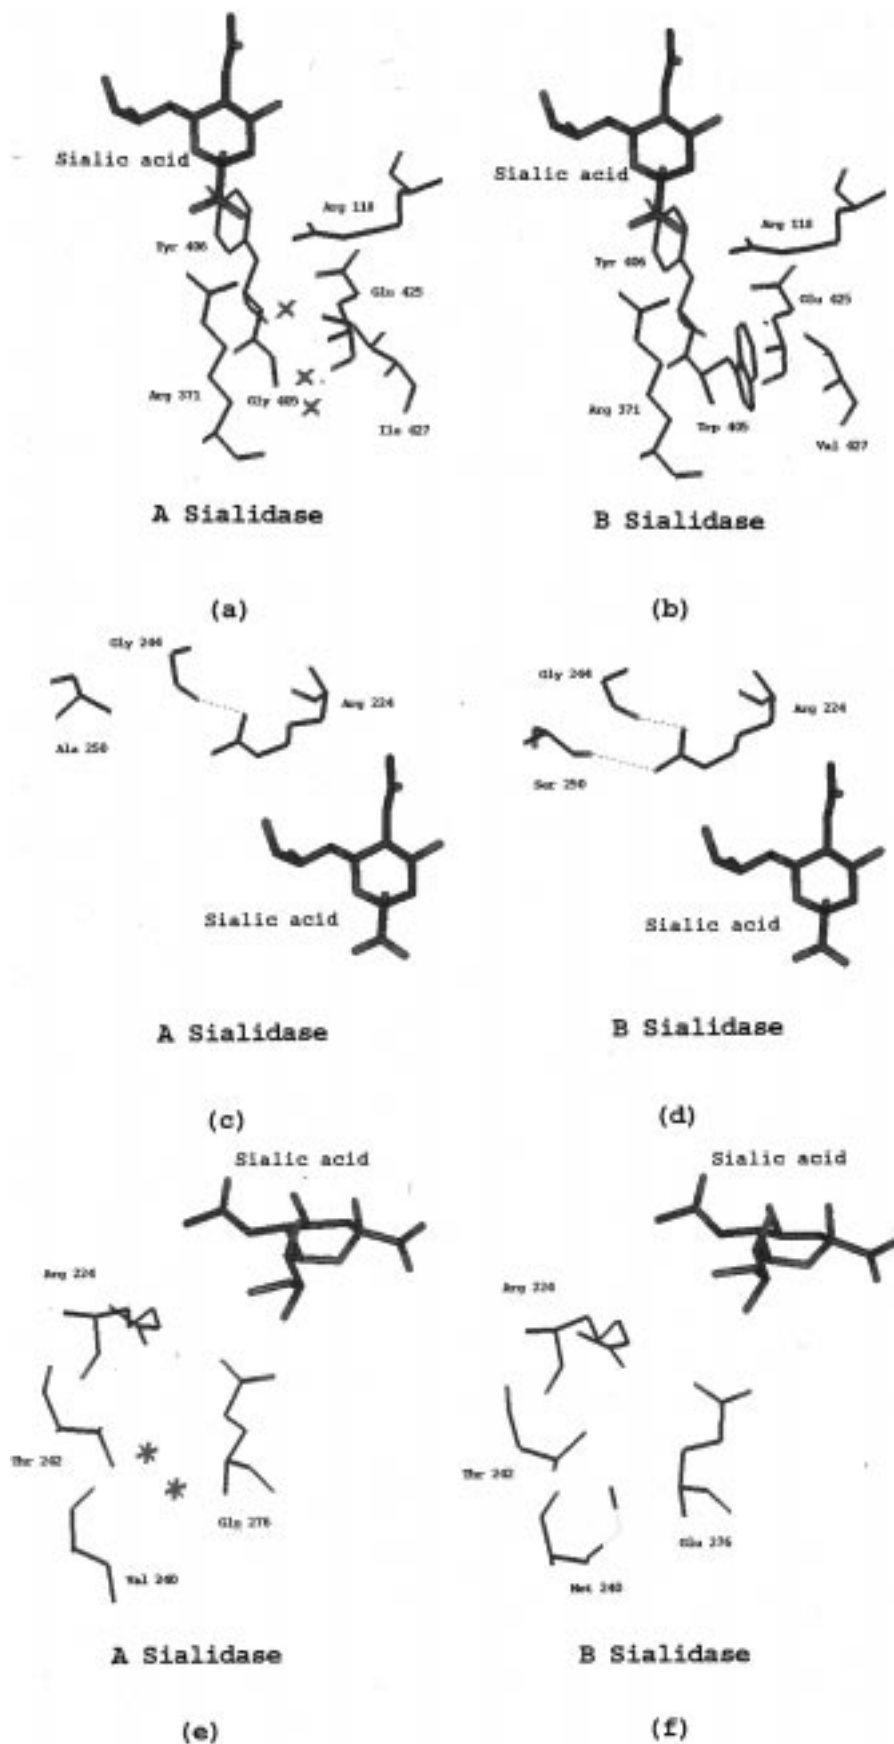 Sialic acid
Arg 118
Tyr 406
Glu 425
Arg 371
Gly 405
Ile 427
A Sialidase
(a)
Sialic acid
Arg 118
Tyr 406
Glu 425
Arg 371
Trp 405
Val 427
B Sialidase
(b)
Gly 244
Arg 224
Ala 250
Sialic acid
A Sialidase
(c)
Gly 244
Arg 224
Ser 250
Sialic acid
B Sialidase
(d)
Sialic acid
Arg 224
Thr 242
Glu 276
Val 240
A Sialidase
(e)
Sialic acid
Arg 224
Thr 242
Glu 276
Met 240
B Sialidase
(f)